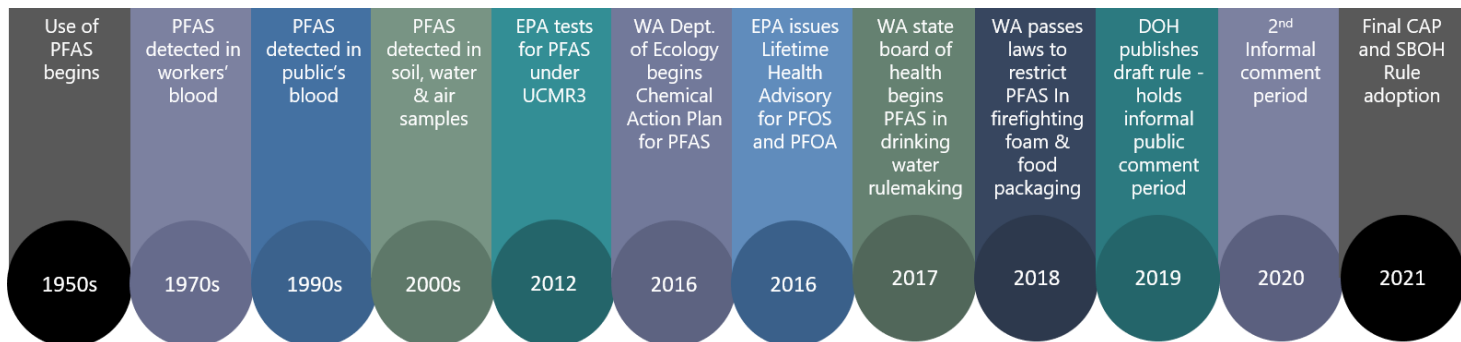 Use of
PFAS
begins
1950s
PFAS
detected in
workers'
blood
1970s
PFAS
detected in
public's
blood
1990s
PFAS
detected in
soil, water
& air
samples
2000s
EPA tests
for PFAS
under
UCMR3
2012
WA Dept.
of Ecology
begins
Chemical
Action Plan
for PFAS
2016
EPA issues
Lifetime
Health
Advisory
for PFOS
and PFOA
2016
WA state
board of
health
begins
PFAS in
drinking
water
rulemaking
2017
WA passes
laws to
restrict
PFAS In
firefighting
foam &
food
packaging
2018
DOH
publishes
draft rule -
holds
informal
public
comment
period
2019
2nd
Informal
comment
period
2020
Final CAP
and SBOH
Rule
adoption
2021